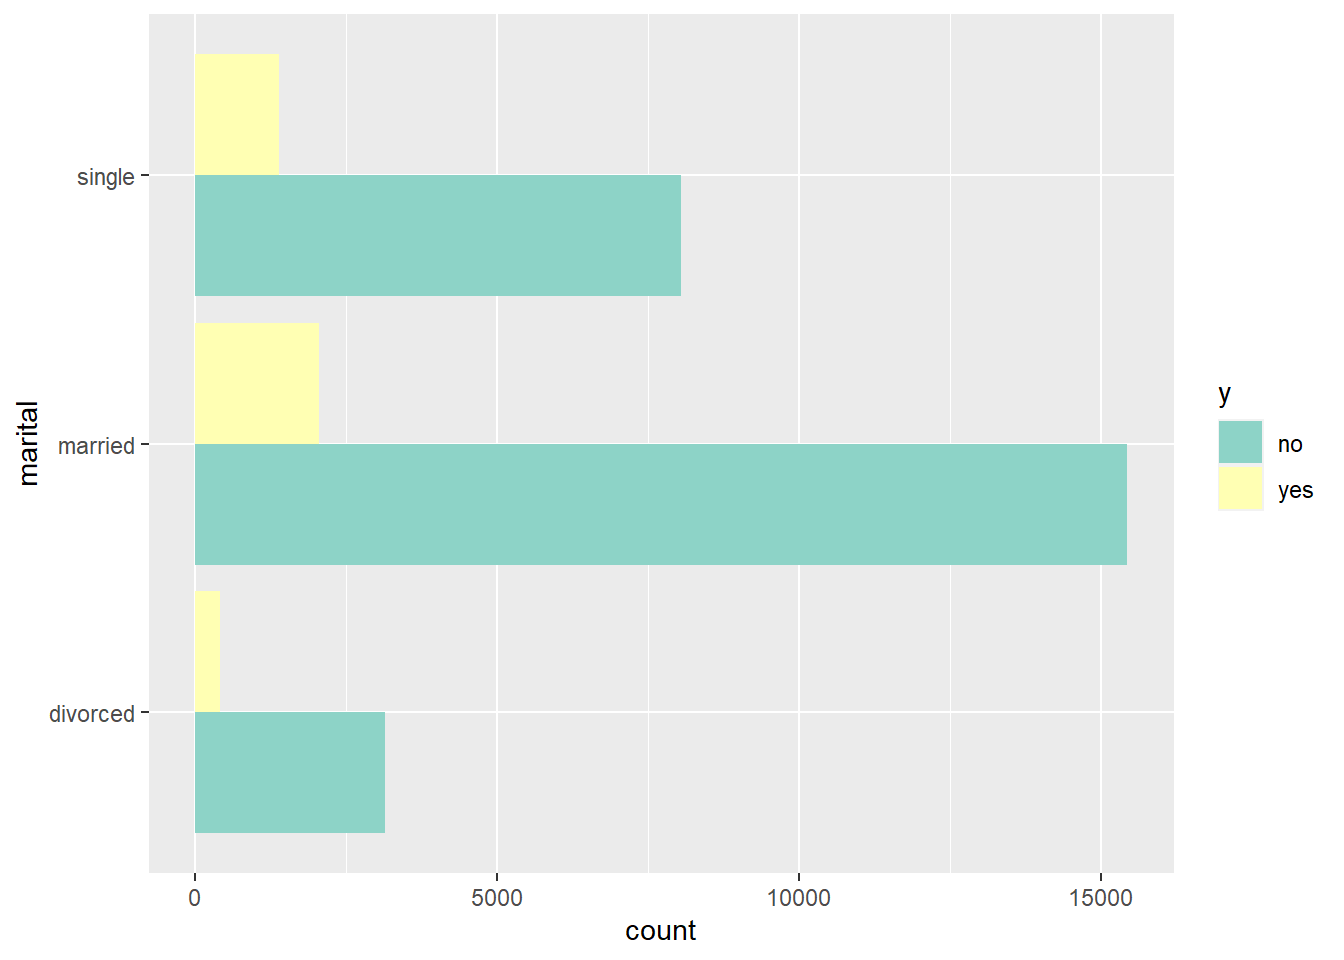 single
married
divorced
marital
0
5000
10000
15000
count
y
no
yes